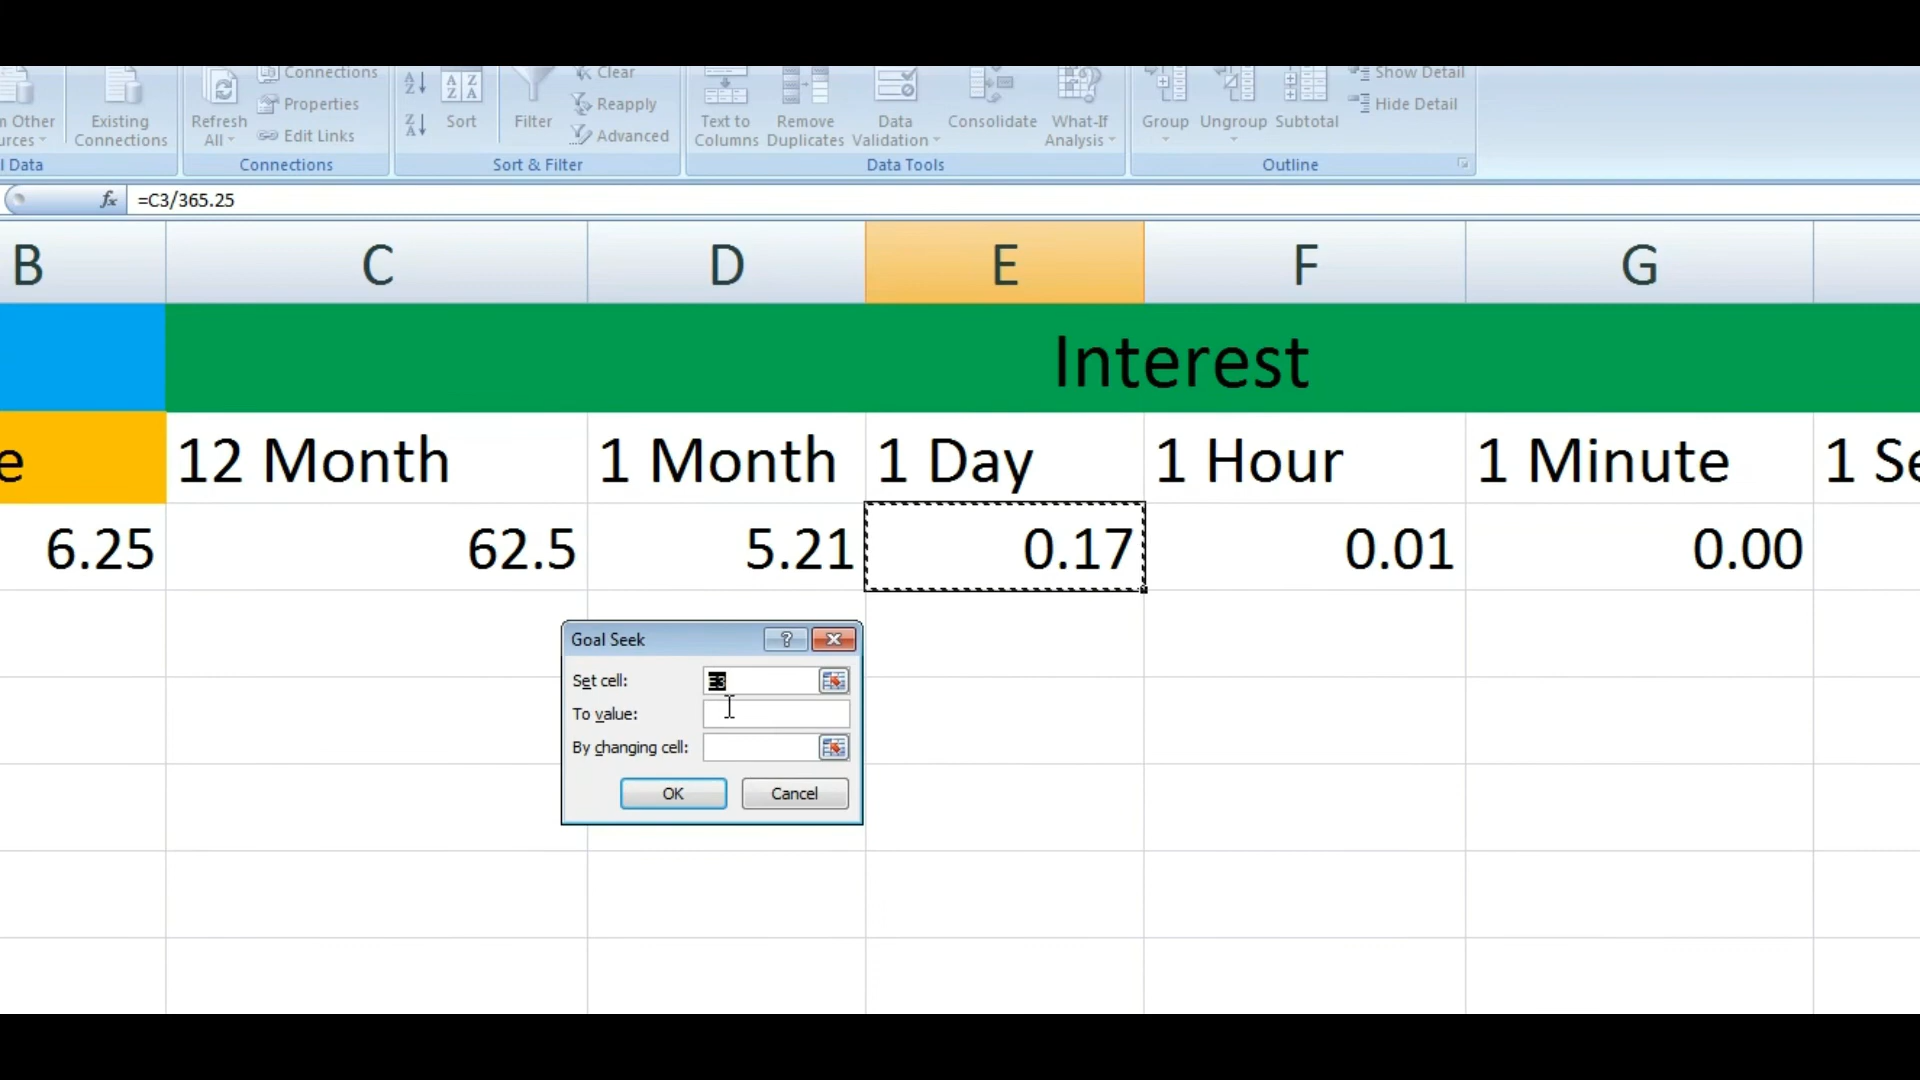 Connections
Clear
Show Detail
Properties
Reapply
Hide Detail
Other
Existing
Refresh
Sort
Filter
Text to
Remove
Data
Consolidate
What-If
Group
Ungroup
Subtotal
Connections
All
Edit Links
Advanced
Columns
Duplicates
Validation
Analysis
Data
Connections
Sort & Filter
Data Tools
Outline
fx
=C3/365.25
B
C
D
E
F
G
Interest
e
12 Month
1 Month
1 Day
1 Hour
1 Minute
1 Se
6.25
62.5
5.21
0.17
0.01
0.00
Goal Seek
Set cell:
E3
To value:
By changing cell:
OK
Cancel